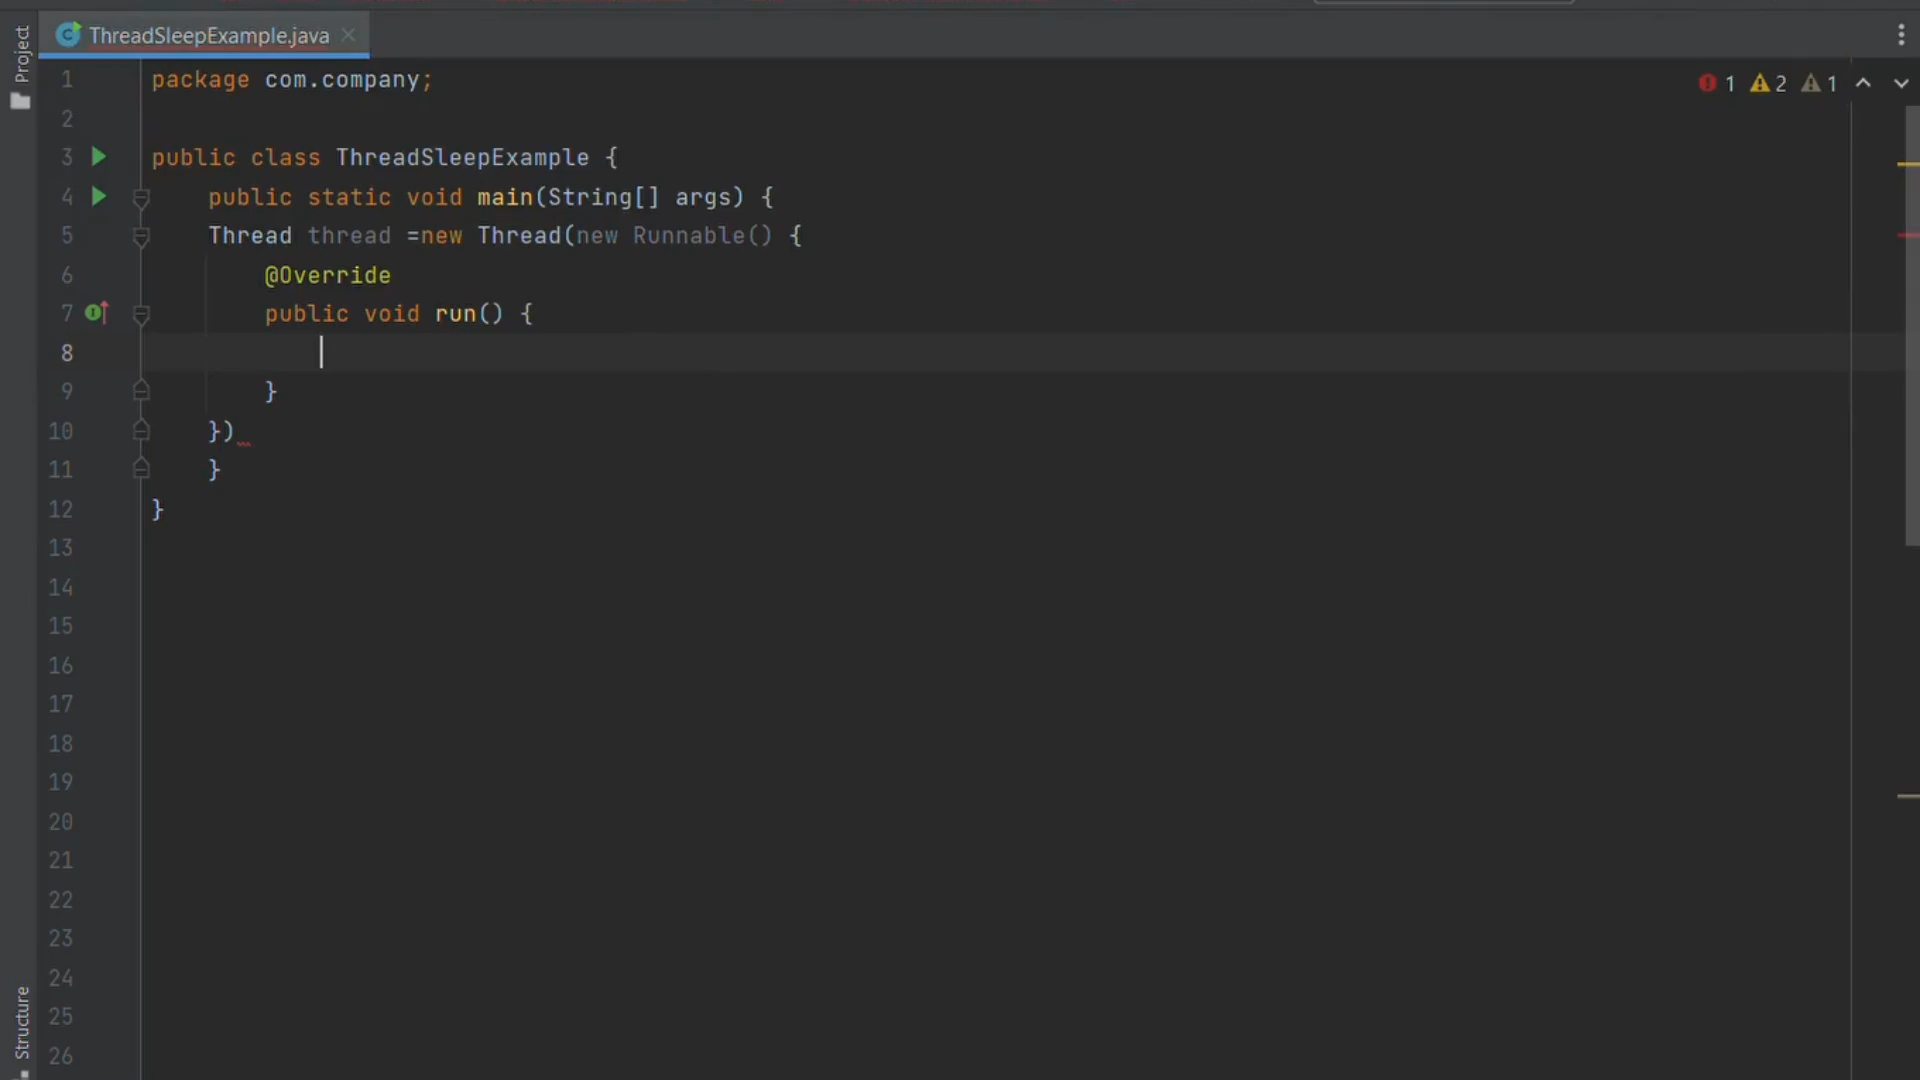 Project
ThreadSleepExample.java
1 package com.company;
1 2 1
2
3 public class ThreadSleepExample {
4     public static void main(String[] args) {
5     Thread thread =new Thread(new Runnable() {
6         @Override
7         public void run() {
8
9         }
10     })
11     }
12 }
13
14
15
16
17
18
19
20
21
22
23
24
25
26
Structure